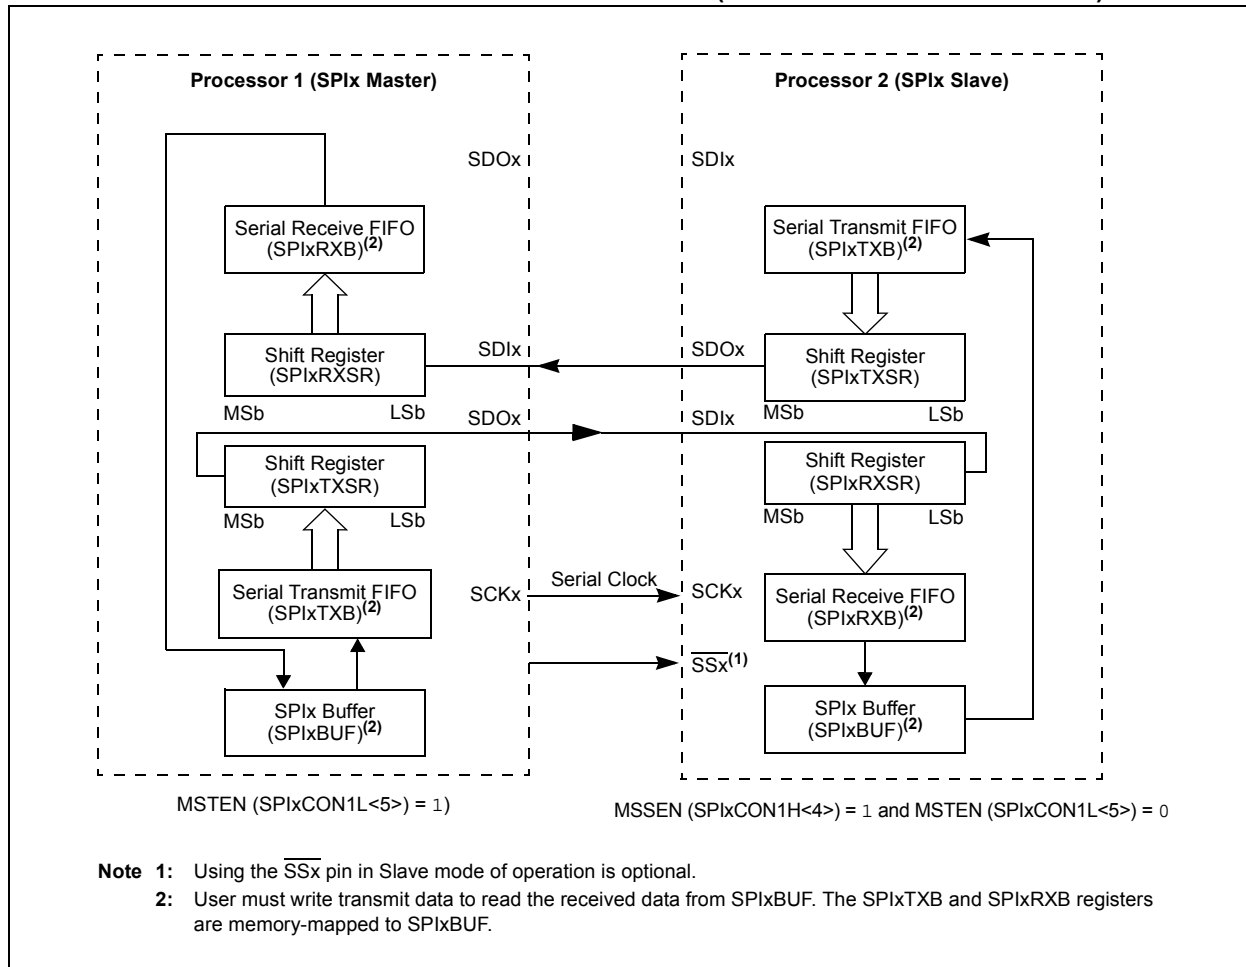 Processor 1 (SPIx Master)
Processor 2 (SPIx Slave)
SDOx
SDIx
Serial Receive FIFO
(SPIxRXB)(2)
Serial Transmit FIFO
(SPIxTXB)(2)
Shift Register
(SPIxRXSR)
SDIx
SDOx
Shift Register
(SPIxTXSR)
MSb
LSb
SDOx
SDIx
MSb
LSb
Shift Register
(SPIxTXSR)
Shift Register
(SPIxRXSR)
MSb
LSb
MSb
LSb
Serial Transmit FIFO
(SPIxTXB)(2)
SCKx
Serial Clock
SCKx
Serial Receive FIFO
(SPIxRXB)(2)
SSx(1)
SPIx Buffer
(SPIxBUF)(2)
SPIx Buffer
(SPIxBUF)(2)
MSTEN (SPIxCON1L<5>) = 1)
MSSEN (SPIxCON1H<4>) = 1 and MSTEN (SPIxCON1L<5>) = 0
Note 1: Using the SSx pin in Slave mode of operation is optional.
2: User must write transmit data to read the received data from SPIxBUF. The SPIxTXB and SPIxRXB registers
are memory-mapped to SPIxBUF.